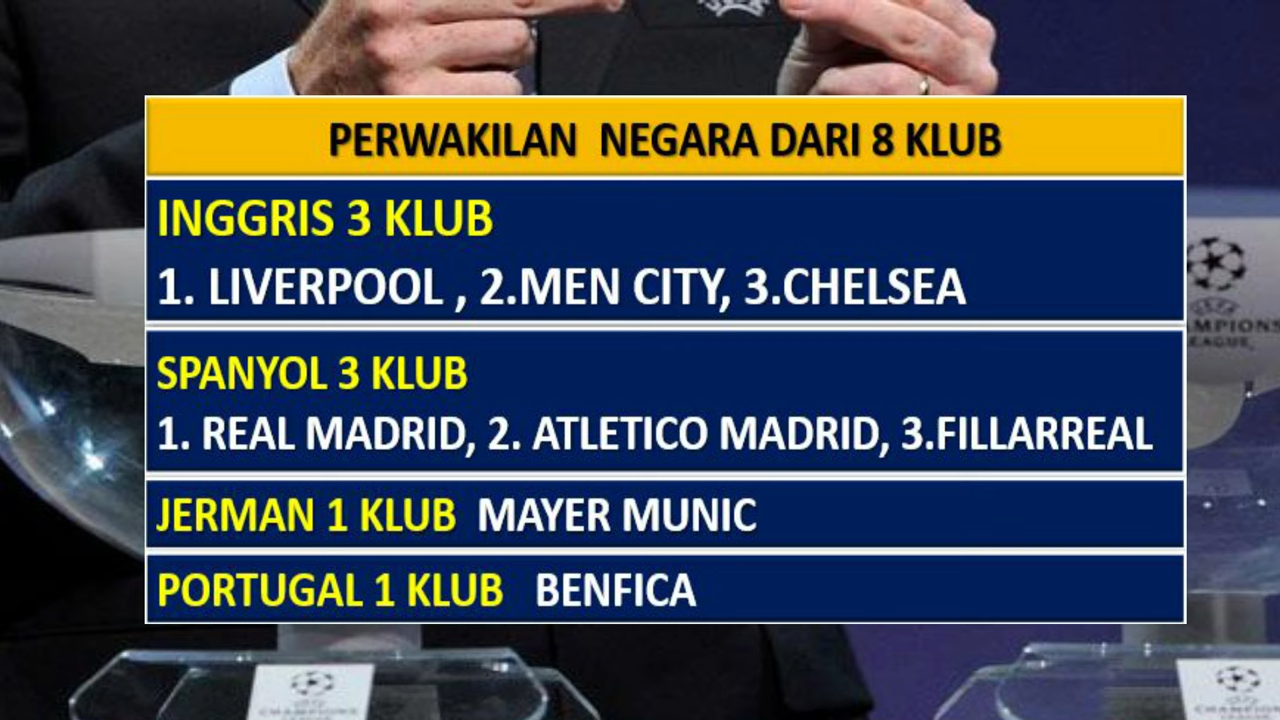 PERWAKILAN NEGARA DARI 8 KLUB
INGGRIS 3 KLUB
1. LIVERPOOL , 2.MEN CITY, 3.CHELSEA
SPANYOL 3 KLUB
1. REAL MADRID, 2. ATLETICO MADRID, 3.FILLARREAL
JERMAN 1 KLUB MAYER MUNIC
PORTUGAL 1 KLUB BENFICA